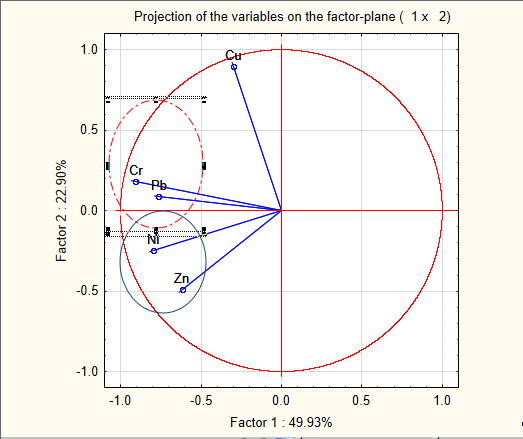 Projection of the variables on the factor-plane ( 1 x 2)
1.0
0.5
0.0
-0.5
-1.0
Factor 2 : 22.90%
Cu
Cr
Pb
Ni
Zn
-1.0 -0.5 0.0 0.5 1.0
Factor 1 : 49.93%